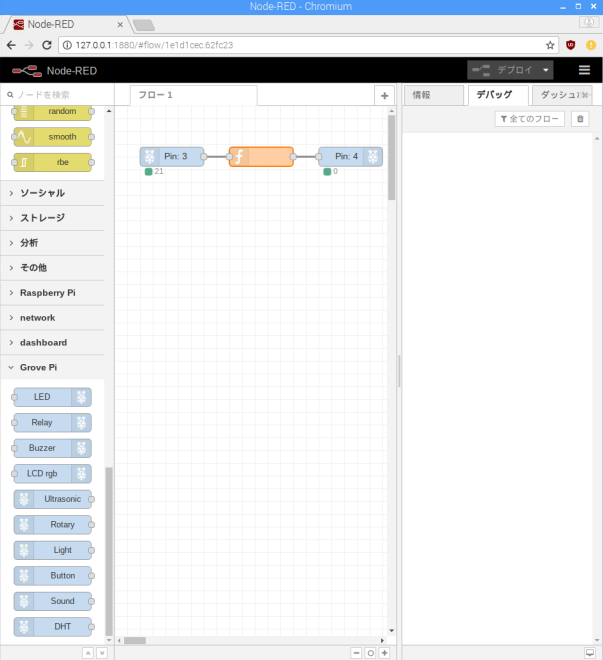 Node-RED - Chromium
Node-RED
127.0.0.1:1880/#flow/1e1d1cec.62fc23
Node-RED
デプロイ
ノードを検索
フロー 1
情報
デバッグ
ダッシュ
全てのフロー
random
smooth
rbe
Pin: 3
21
f
Pin: 4
0
ソーシャル
ストレージ
分析
その他
Raspberry Pi
network
dashboard
Grove Pi
LED
Relay
Buzzer
LCD rgb
Ultrasonic
Rotary
Light
Button
Sound
DHT